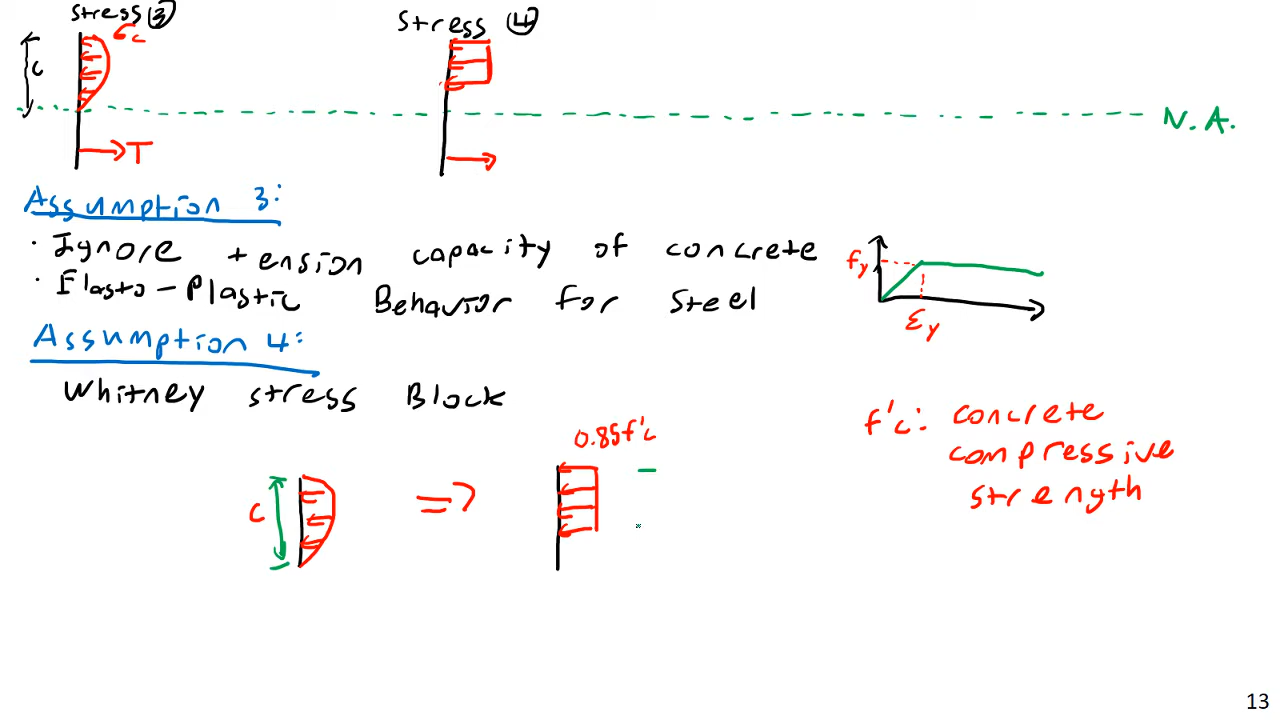 stress ③
σc
stress ④
c
T
N.A.
Assumption 3:
· Ignore tension capacity of concrete
· Elasto-Plastic Behavior for steel
fy
εy
Assumption 4:
Whitney stress Block
f'c: concrete
compressive
strength
0.85f'c
c
=>
13